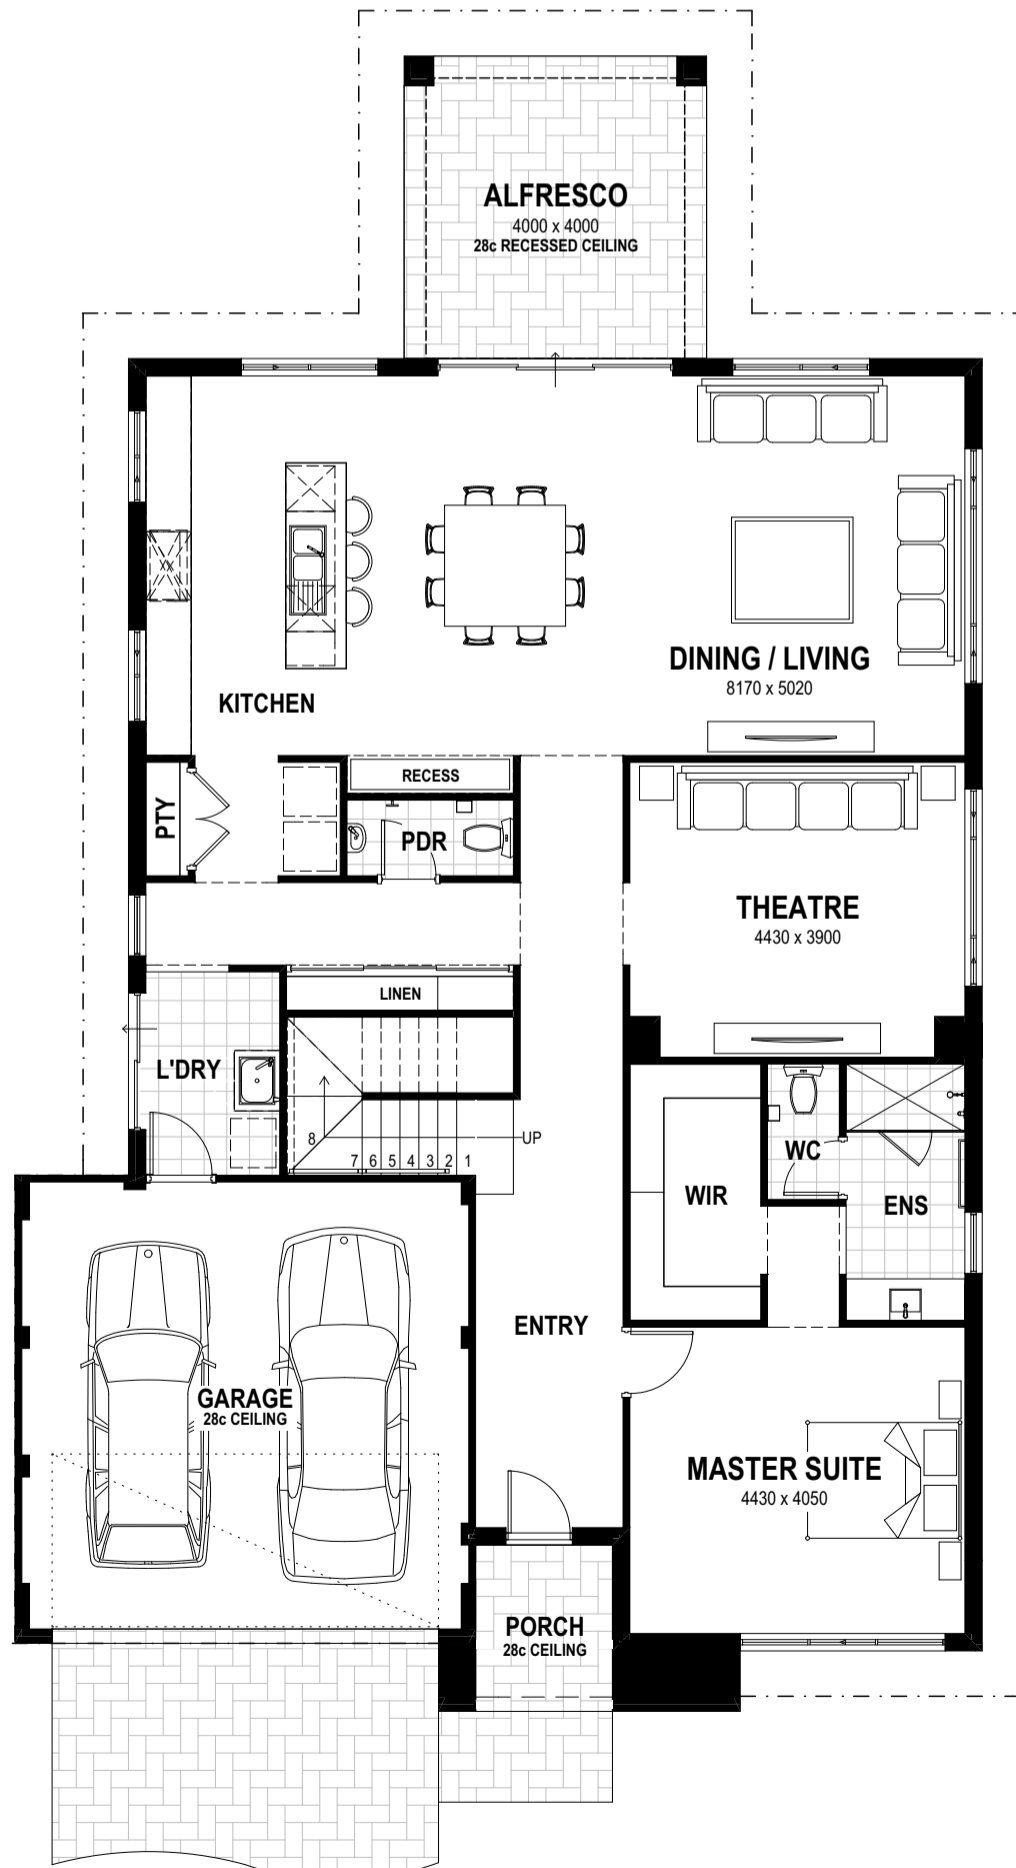 ALFRESCO
4000 x 4000
28c RECESSED CEILING
DINING / LIVING
8170 x 5020
KITCHEN
RECESS
PTY
PDR
THEATRE
4430 x 3900
LINEN
L'DRY
8
UP
7 6 5 4 3 2 1
WC
WIR
ENS
ENTRY
GARAGE
28c CEILING
MASTER SUITE
4430 x 4050
PORCH
28c CEILING